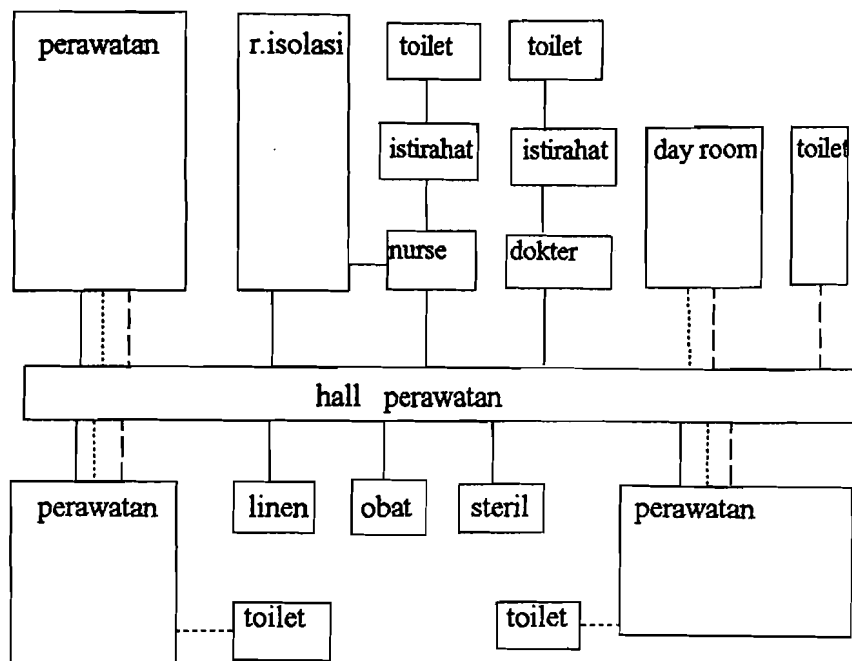 perawatan
r.isolasi
toilet
toilet
istirahat
istirahat
day room
toilet
nurse
dokter
hall perawatan
perawatan
linen
obat
steril
perawatan
toilet
toilet